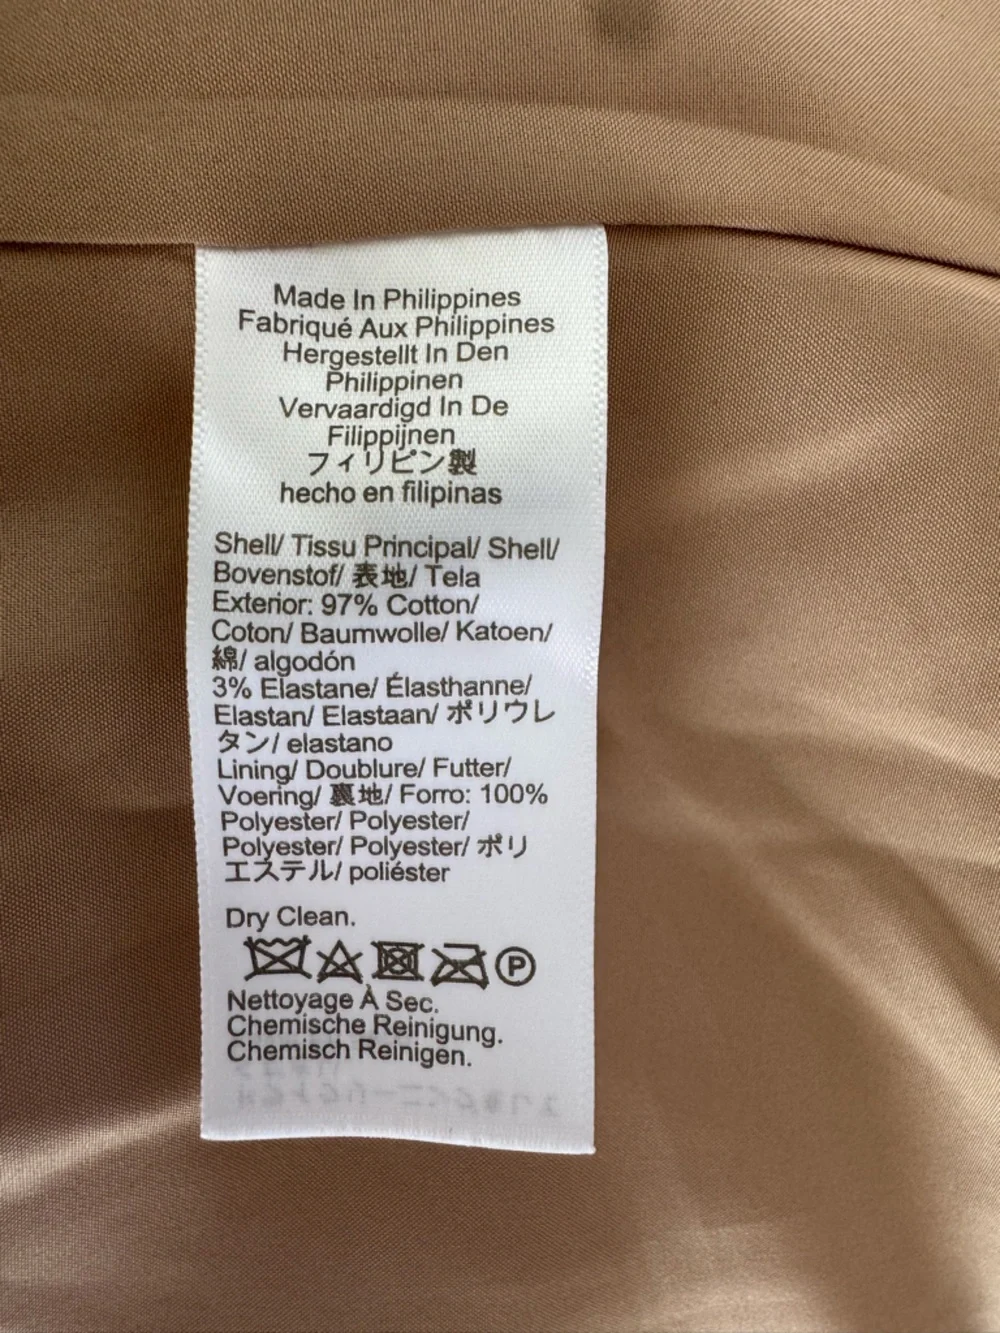 Made In Philippines
Fabriqué Aux Philippines
Hergestellt In Den
Philippinen
Vervaardigd In De
Filippijnen
フィリピン製
hecho en filipinas
Shell/ Tissu Principal/ Shell/
Bovenstof/ 表地/ Tela
Exterior: 97% Cotton/
Coton/ Baumwolle/ Katoen/
綿/ algodón
3% Elastane/ Élasthanne/
Elastan/ Elastaan/ ポリウレ
タン/ elastano
Lining/ Doublure/ Futter/
Voering/ 裏地/ Forro: 100%
Polyester/ Polyester/
Polyester/ Polyester/ ポリ
エステル/ poliéster
Dry Clean.
P
Nettoyage À Sec.
Chemische Reinigung.
Chemisch Reinigen.